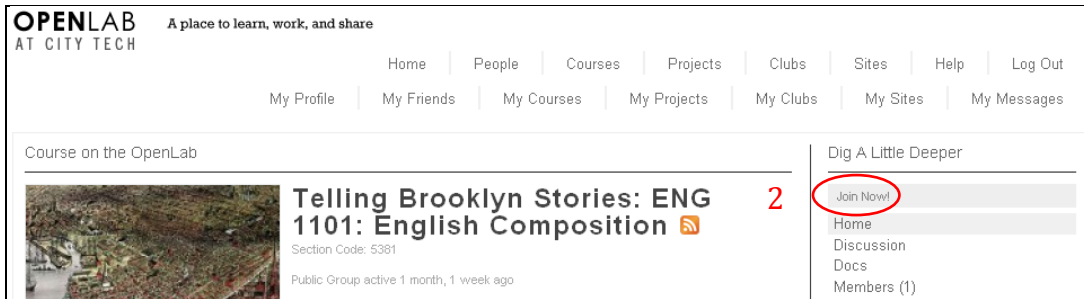 OPENLAB A place to learn, work, and share
AT CITY TECH
Home People Courses Projects Clubs Sites Help Log Out
My Profile My Friends My Courses My Projects My Clubs My Sites My Messages
Course on the OpenLab
Telling Brooklyn Stories: ENG
1101: English Composition
Section Code: 5381
Public Group active 1 month, 1 week ago
2
Dig A Little Deeper
Join Now!
Home
Discussion
Docs
Members (1)